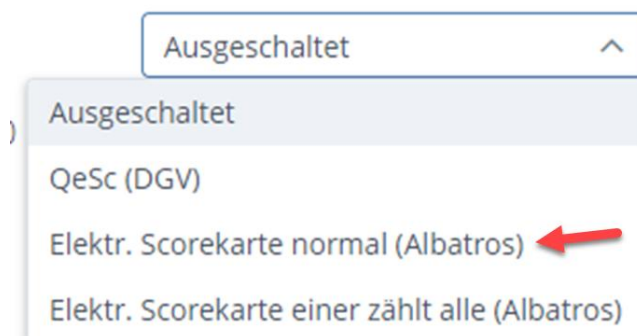 Ausgeschaltet
)
Ausgeschaltet
QeSc (DGV)
Elektr. Scorekarte normal (Albatros)
Elektr. Scorekarte einer zählt alle (Albatros)